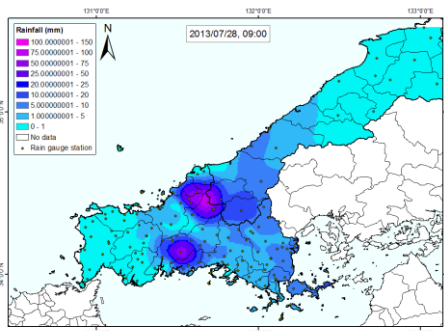 131°0'0"E
132°0'0"E
133°0'0"E
Rainfall (mm)
100.00000001 - 150
75.00000001 - 100
50.00000001 - 75
25.00000001 - 50
20.00000001 - 25
10.00000001 - 20
5.000000001 - 10
1.000000001 - 5
0 - 1
No data
Rain gauge station
N
2013/07/28, 09:00